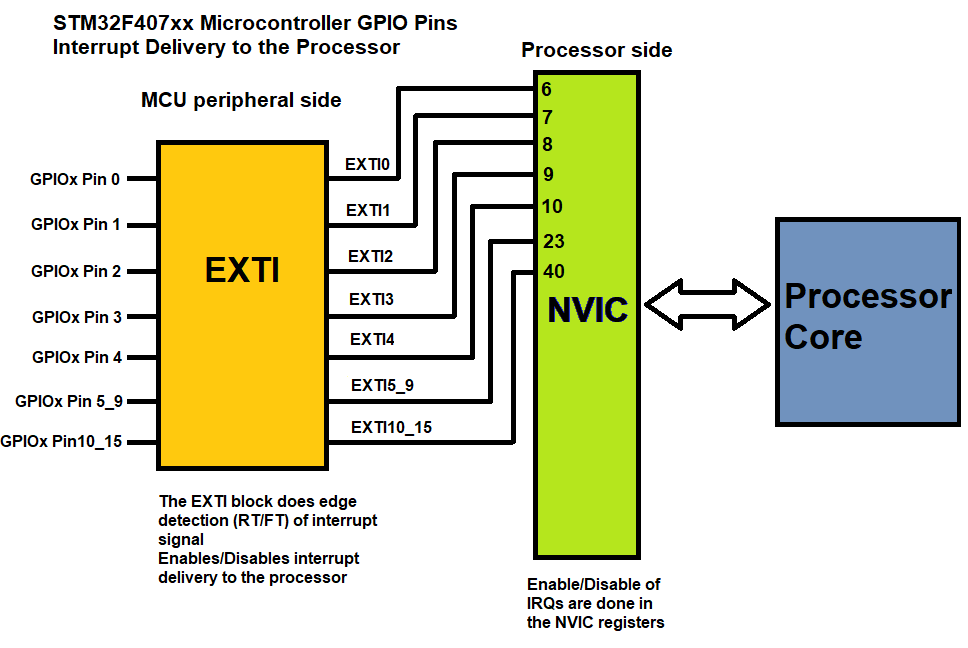 STM32F407xx Microcontroller GPIO Pins
Interrupt Delivery to the Processor
Processor side
MCU peripheral side
GPIOx Pin 0
GPIOx Pin 1
GPIOx Pin 2
GPIOx Pin 3
GPIOx Pin 4
GPIOx Pin 5_9
GPIOx Pin10_15
EXTI
EXTI0
EXTI1
EXTI2
EXTI3
EXTI4
EXTI5_9
EXTI10_15
6
7
8
9
10
23
40
NVIC
Processor
Core
The EXTI block does edge
detection (RT/FT) of interrupt
signal
Enables/Disables interrupt
delivery to the processor
Enable/Disable of
IRQs are done in
the NVIC registers